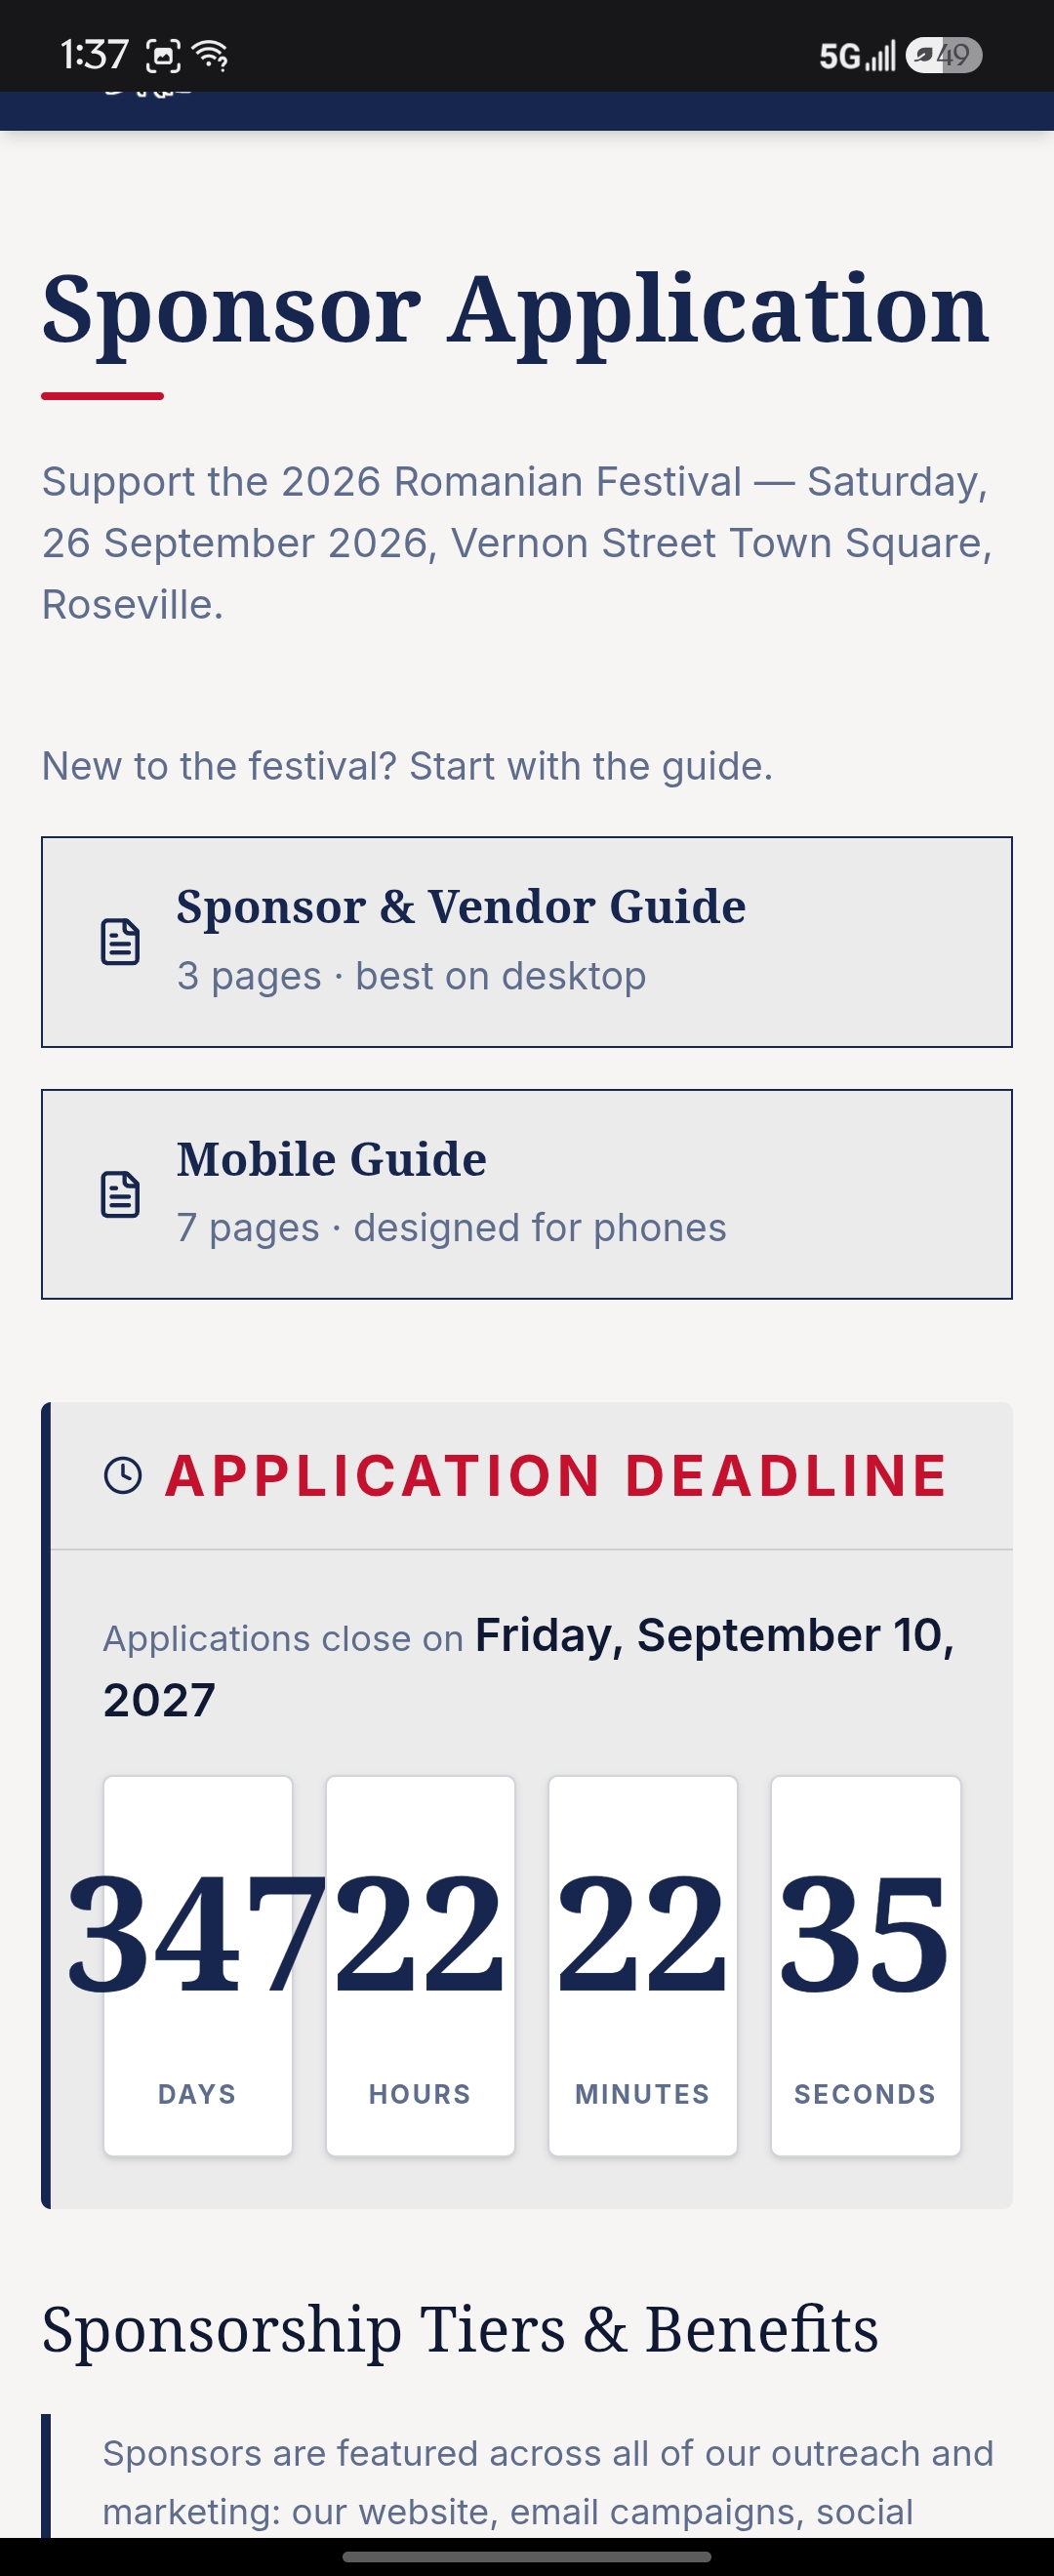 1:37
5G
49
Sponsor Application
Support the 2026 Romanian Festival — Saturday,
26 September 2026, Vernon Street Town Square,
Roseville.
New to the festival? Start with the guide.
Sponsor & Vendor Guide
3 pages · best on desktop
Mobile Guide
7 pages · designed for phones
APPLICATION DEADLINE
Applications close on Friday, September 10,
2027
347 22 22 35
DAYS HOURS MINUTES SECONDS
Sponsorship Tiers & Benefits
Sponsors are featured across all of our outreach and
marketing: our website, email campaigns, social